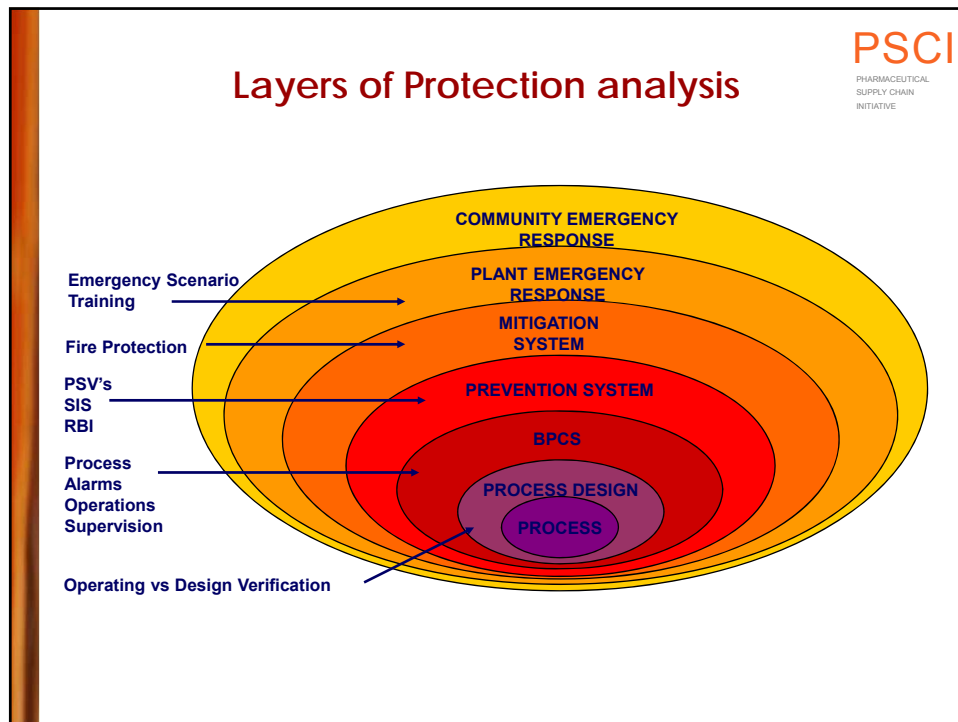 PSCI
PHARMACEUTICAL
SUPPLY CHAIN
INITIATIVE
Layers of Protection analysis
COMMUNITY EMERGENCY
RESPONSE
PLANT EMERGENCY
RESPONSE
MITIGATION
SYSTEM
PREVENTION SYSTEM
BPCS
PROCESS DESIGN
PROCESS
Emergency Scenario
Training
Fire Protection
PSV's
SIS
RBI
Process
Alarms
Operations
Supervision
Operating vs Design Verification